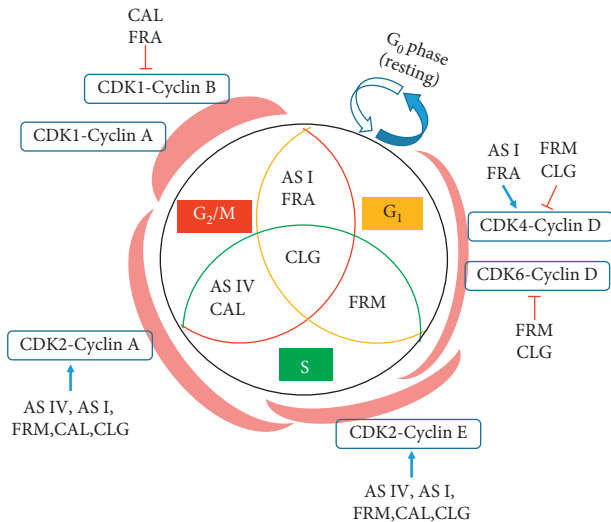 CAL
FRA
CDK1-Cyclin B
CDK1-Cyclin A
G₀ phase
(resting)
AS I
FRA
FRM
CLG
CDK4-Cyclin D
CDK6-Cyclin D
FRM
CLG
G₂/M
AS I
FRA
G₁
CLG
AS IV
CAL
FRM
S
CDK2-Cyclin A
AS IV, AS I,
FRM,CAL,CLG
CDK2-Cyclin E
AS IV, AS I,
FRM,CAL,CLG